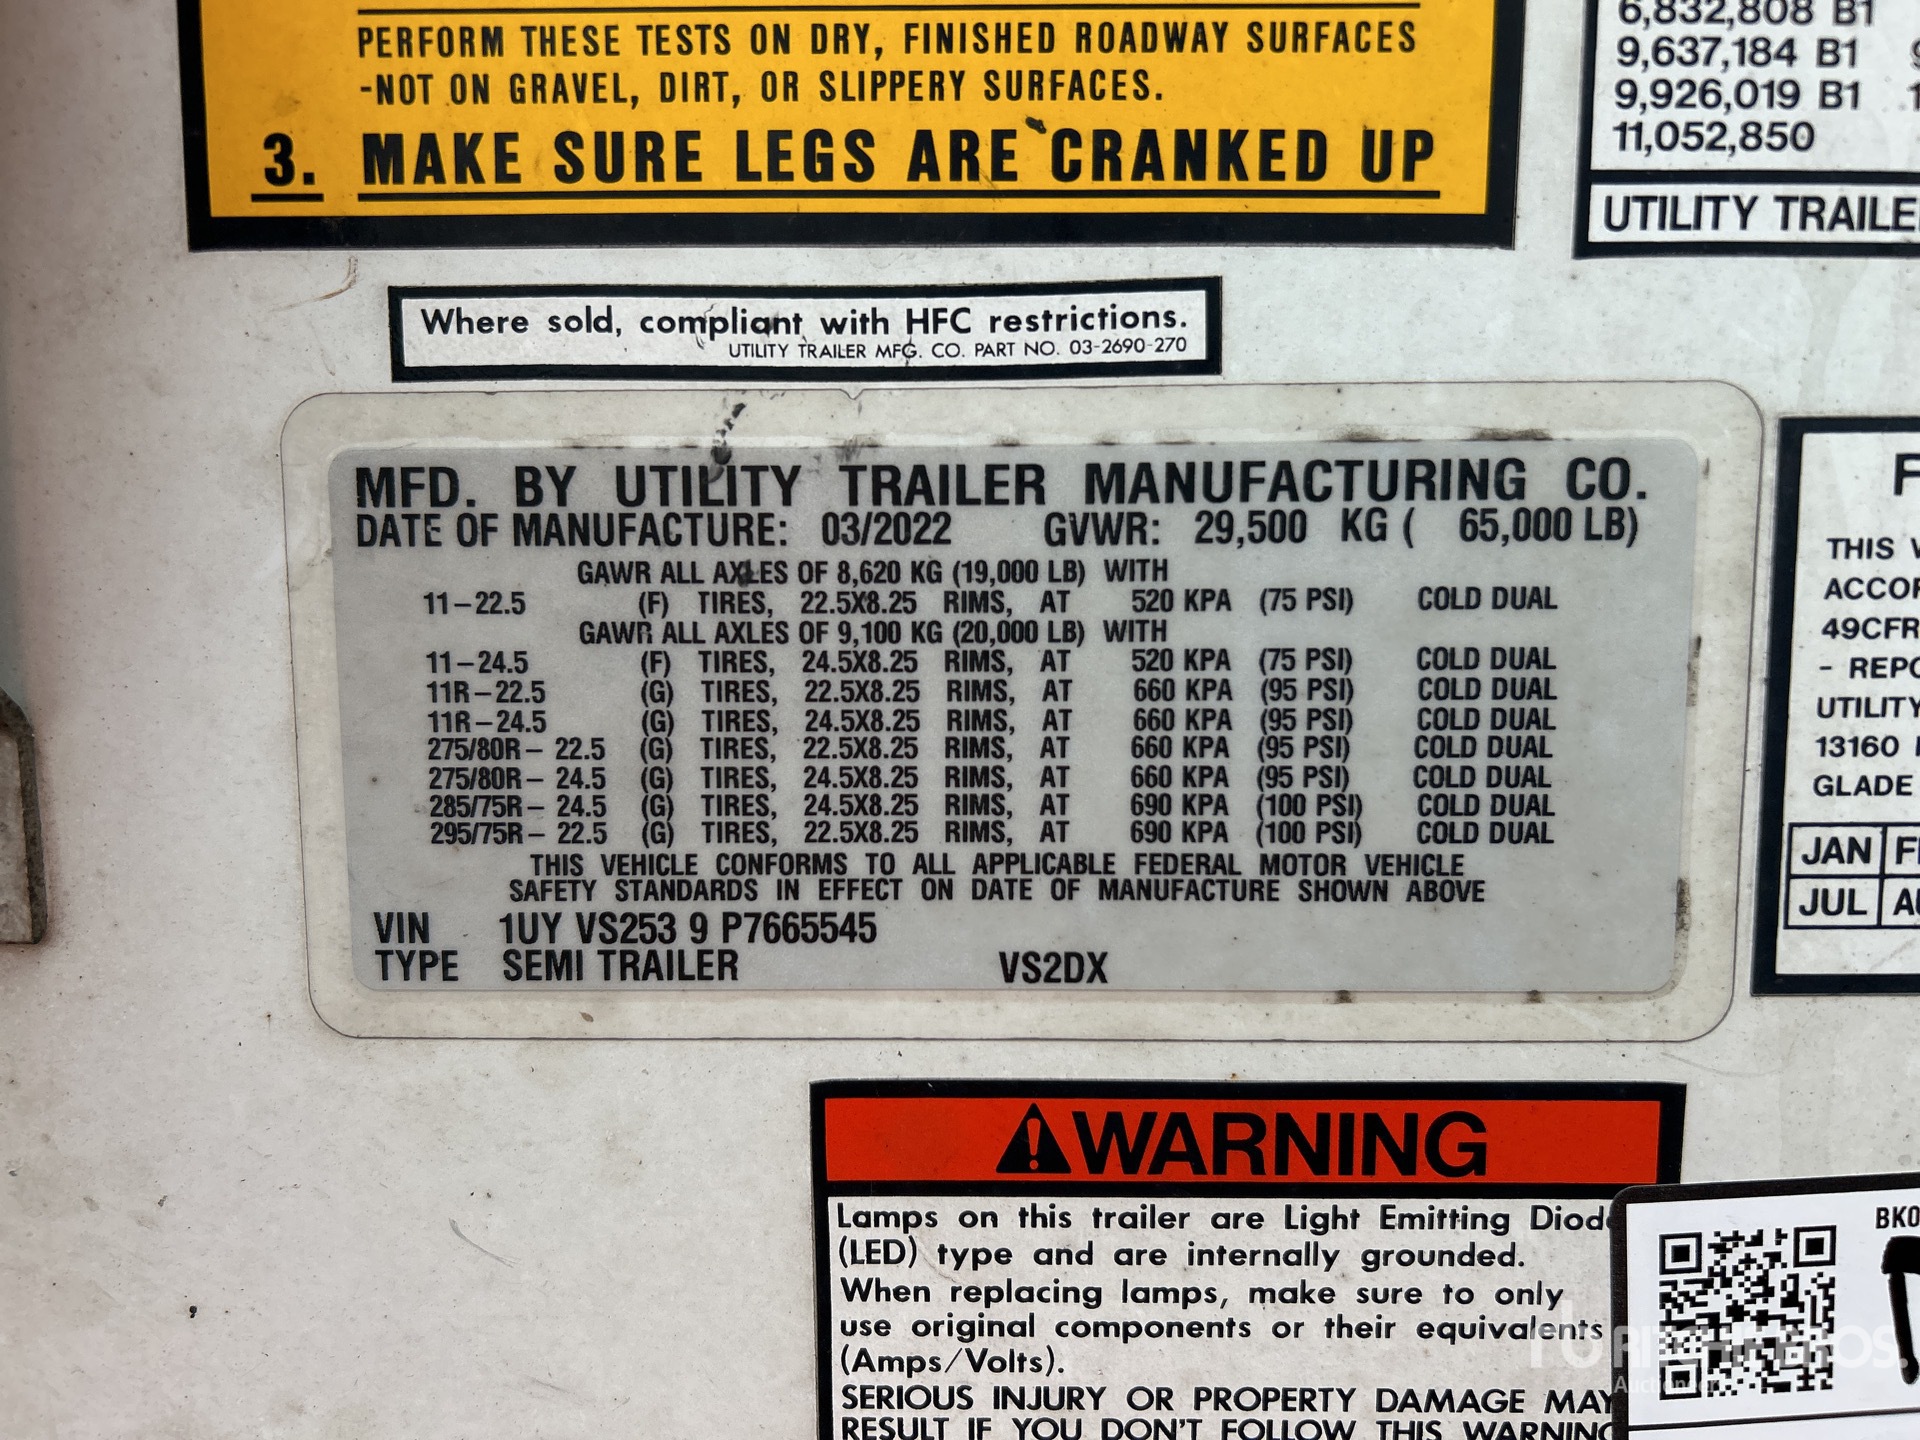 PERFORM THESE TESTS ON DRY, FINISHED ROADWAY SURFACES
-NOT ON GRAVEL, DIRT, OR SLIPPERY SURFACES.
3. MAKE SURE LEGS ARE CRANKED UP
6,832,808 B1
9,637,184 B1
9,926,019 B1
11,052,850
UTILITY TRAILE
Where sold, compliant with HFC restrictions.
UTILITY TRAILER MFG. CO. PART NO. 03-2690-270
MFD. BY UTILITY TRAILER MANUFACTURING CO.
DATE OF MANUFACTURE: 03/2022 GVWR: 29,500 KG ( 65,000 LB)
GAWR ALL AXLES OF 8,620 KG (19,000 LB) WITH
11-22.5 (F) TIRES, 22.5X8.25 RIMS, AT 520 KPA (75 PSI) COLD DUAL
GAWR ALL AXLES OF 9,100 KG (20,000 LB) WITH
11-24.5 (F) TIRES, 24.5X8.25 RIMS, AT 520 KPA (75 PSI) COLD DUAL
11R-22.5 (G) TIRES, 22.5X8.25 RIMS, AT 660 KPA (95 PSI) COLD DUAL
11R-24.5 (G) TIRES, 24.5X8.25 RIMS, AT 660 KPA (95 PSI) COLD DUAL
275/80R- 22.5 (G) TIRES, 22.5X8.25 RIMS, AT 660 KPA (95 PSI) COLD DUAL
275/80R- 24.5 (G) TIRES, 24.5X8.25 RIMS, AT 660 KPA (95 PSI) COLD DUAL
285/75R- 24.5 (G) TIRES, 24.5X8.25 RIMS, AT 690 KPA (100 PSI) COLD DUAL
295/75R- 22.5 (G) TIRES, 22.5X8.25 RIMS, AT 690 KPA (100 PSI) COLD DUAL
THIS VEHICLE CONFORMS TO ALL APPLICABLE FEDERAL MOTOR VEHICLE
SAFETY STANDARDS IN EFFECT ON DATE OF MANUFACTURE SHOWN ABOVE
VIN 1UY VS253 9 P7665545
TYPE SEMI TRAILER VS2DX
F
THIS V
ACCOR
49CFR
- REPO
UTILITY
13160
GLADE
JAN
JUL
WARNING
Lamps on this trailer are Light Emitting Diod
(LED) type and are internally grounded.
When replacing lamps, make sure to only
use original components or their equivalents
(Amps/Volts).
SERIOUS INJURY OR PROPERTY DAMAGE MAY
RESULT IF YOU DON'T FOLLOW THIS WARNING
BK0
RITCHIE BROS.
Auctioneers